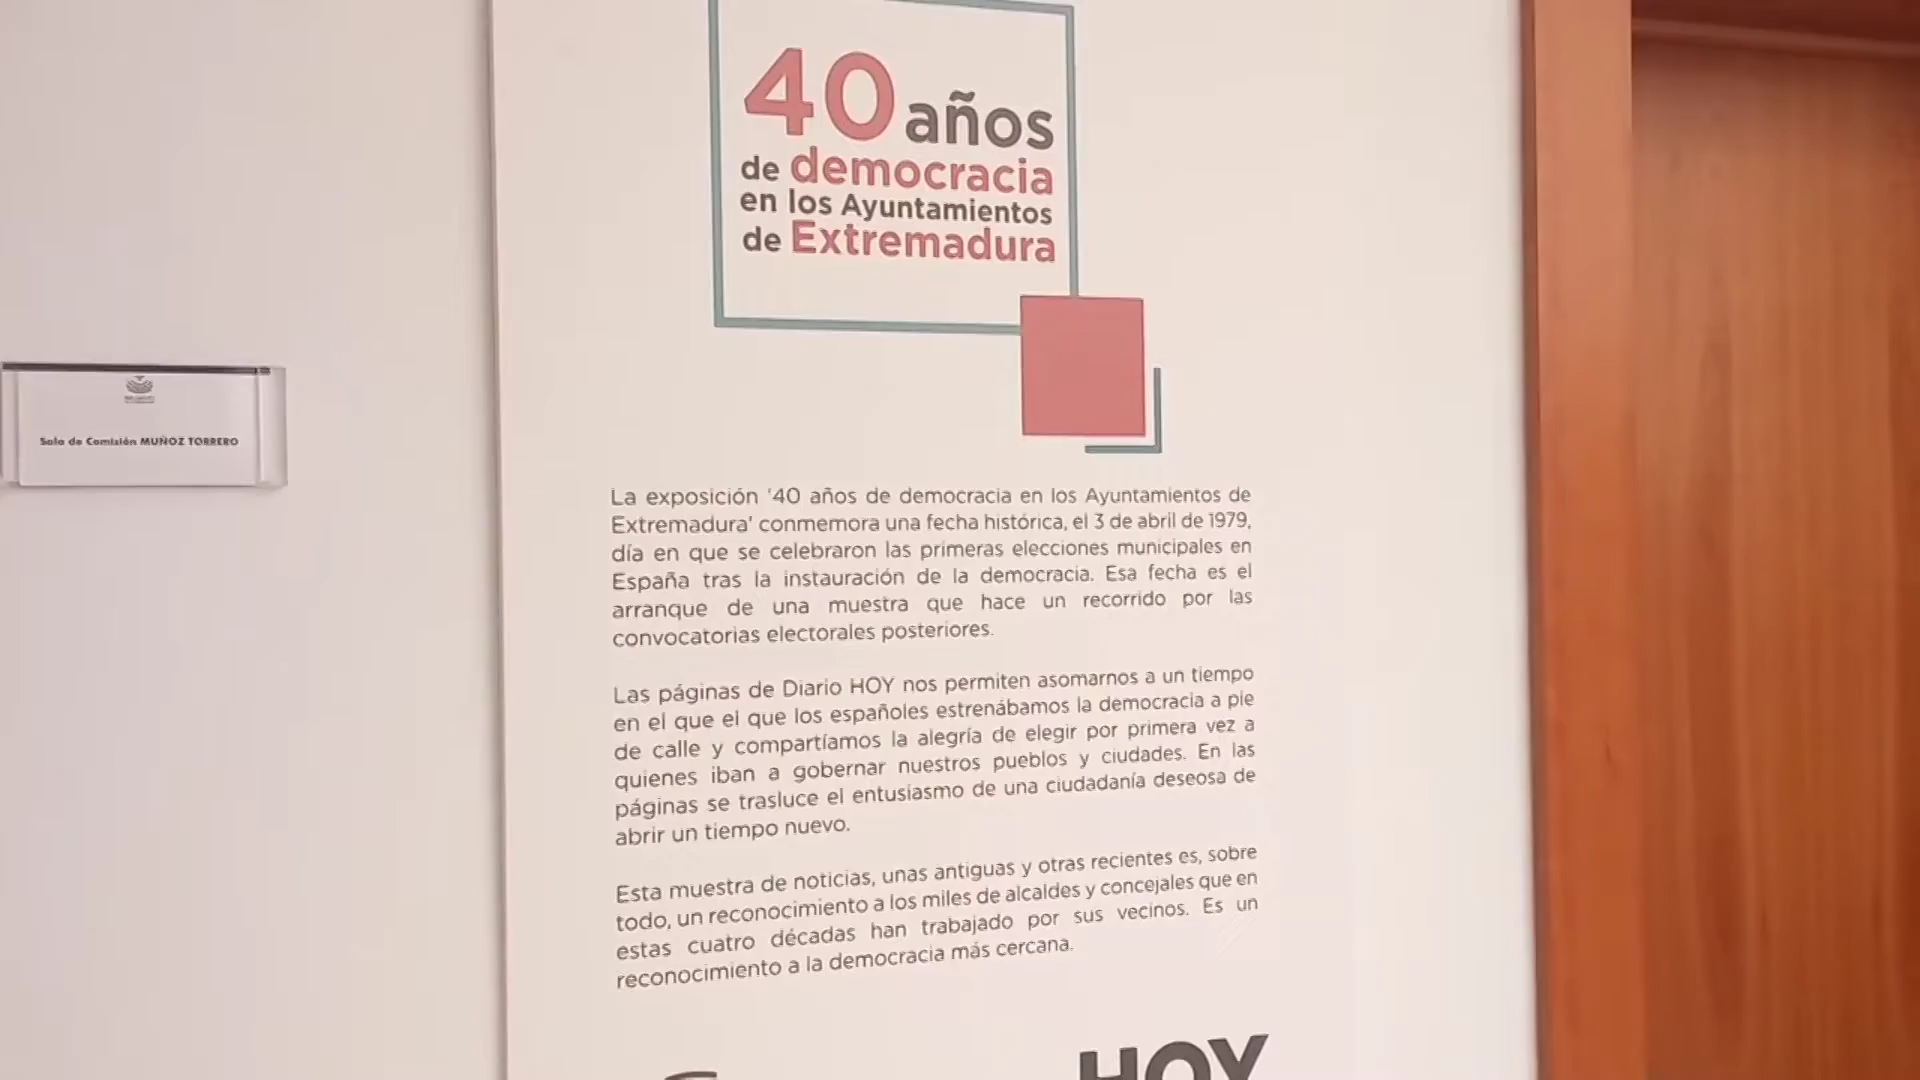 40 años
de democracia
en los Ayuntamientos
de Extremadura
Sala de Comisión MUÑOZ TORRERO
La exposición '40 años de democracia en los Ayuntamientos de
Extremadura' conmemora una fecha histórica, el 3 de abril de 1979,
día en que se celebraron las primeras elecciones municipales en
España tras la instauración de la democracia. Esa fecha es el
arranque de una muestra que hace un recorrido por las
convocatorias electorales posteriores.
Las páginas de Diario HOY nos permiten asomarnos a un tiempo
en el que el que los españoles estrenábamos la democracia a pie
de calle y compartíamos la alegría de elegir por primera vez a
quienes iban a gobernar nuestros pueblos y ciudades. En las
páginas se trasluce el entusiasmo de una ciudadanía deseosa de
abrir un tiempo nuevo.
Esta muestra de noticias, unas antiguas y otras recientes es, sobre
todo, un reconocimiento a los miles de alcaldes y concejales que en
estas cuatro décadas han trabajado por sus vecinos. Es un
reconocimiento a la democracia más cercana.
HOY